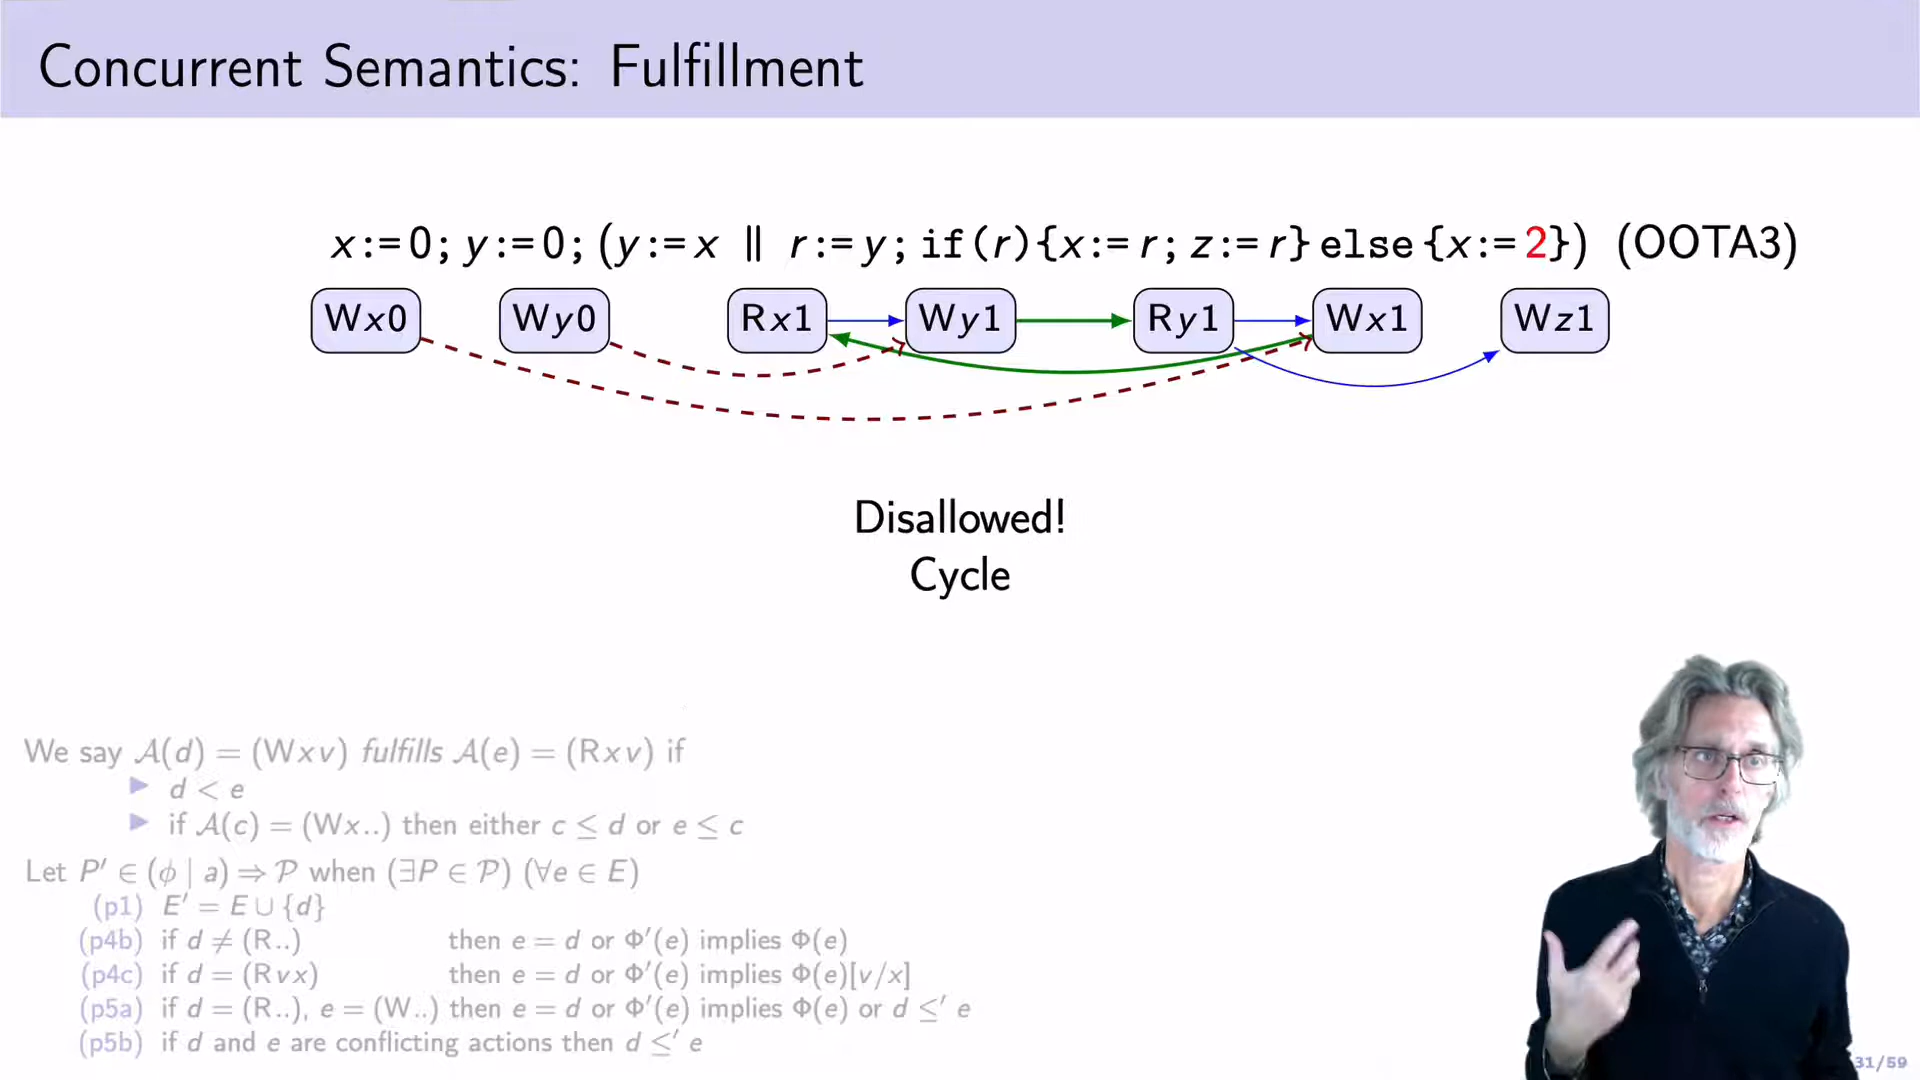 Concurrent Semantics: Fulfillment
x:=0; y:=0; (y:=x ∥ r:=y; if(r){x:=r; z:=r} else{x:=2}) (OOTA3)
Wx0 Wy0 Rx1 Wy1 Ry1 Wx1 Wz1
Disallowed!
Cycle
We say 𝒜(d) = (Wxv) fulfills 𝒜(e) = (Rxv) if
▶ d < e
▶ if 𝒜(c) = (Wx..) then either c ≤ d or e ≤ c
Let P′ ∈ (ϕ | a) ⇒ 𝒫 when (∃P ∈ 𝒫) (∀e ∈ E)
(p1) E′ = E ∪ {d}
(p4b) if d ≠ (R..) then e = d or Φ′(e) implies Φ(e)
(p4c) if d = (Rvx) then e = d or Φ′(e) implies Φ(e)[v/x]
(p5a) if d = (R..), e = (W..) then e = d or Φ′(e) implies Φ(e) or d ≤′ e
(p5b) if d and e are conflicting actions then d ≤′ e
31/59